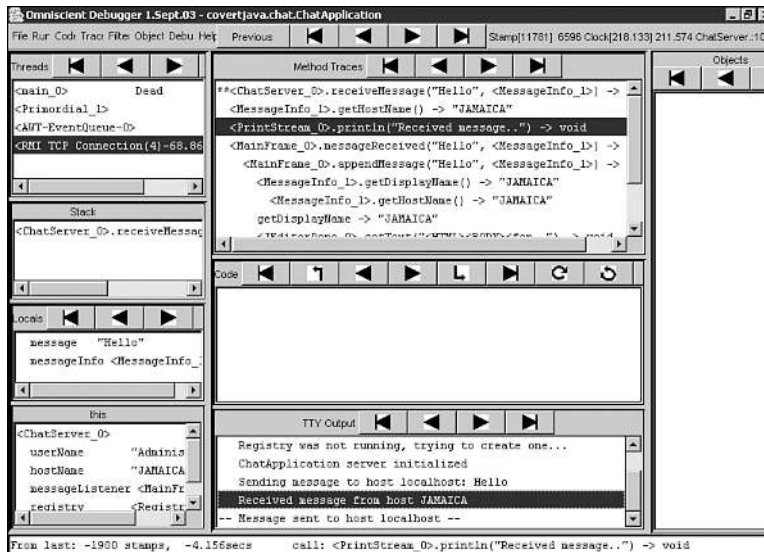 Omniscient Debugger 1.Sept.03 - covertjava.chat.ChatApplication
File Run Code Trace Filter Object Debu Help Previous Stamp[11781] 6596 Clock[218.133] 211.574 ChatServer.:10
Threads
<main_0> Dead
<Primordial_1>
<AWT-EventQueue-0>
<RMI TCP Connection(4)-68.86
Stack
<ChatServer_0>.receiveMessag
Locals
message "Hello"
messageInfo <MessageInfo_1
this
<ChatServer_0>
userName "Adminis
hostName "JAMAICA
messageListener <MainFr
registry <Registr
Method Traces
**<ChatServer_0>.receiveMessage("Hello", <MessageInfo_1>) ->
<MessageInfo_1>.getHostName() -> "JAMAICA"
<PrintStream_0>.println("Received message..") -> void
<MainFrame_0>.messageReceived("Hello", <MessageInfo_1>) ->
<MainFrame_0>.appendMessage("Hello", <MessageInfo_1>) ->
<MessageInfo_1>.getDisplayName() -> "JAMAICA"
<MessageInfo_1>.getHostName() -> "JAMAICA"
getDisplayName -> "JAMAICA"
Code
TTY Output
Registry was not running, trying to create one...
ChatApplication server initialized
Sending message to host localhost: Hello
Received message from host JAMAICA
-- Message sent to host localhost --
Objects
From last: -1900 stamps, -4.156secs call: <PrintStream_0>.println("Received message..") -> void